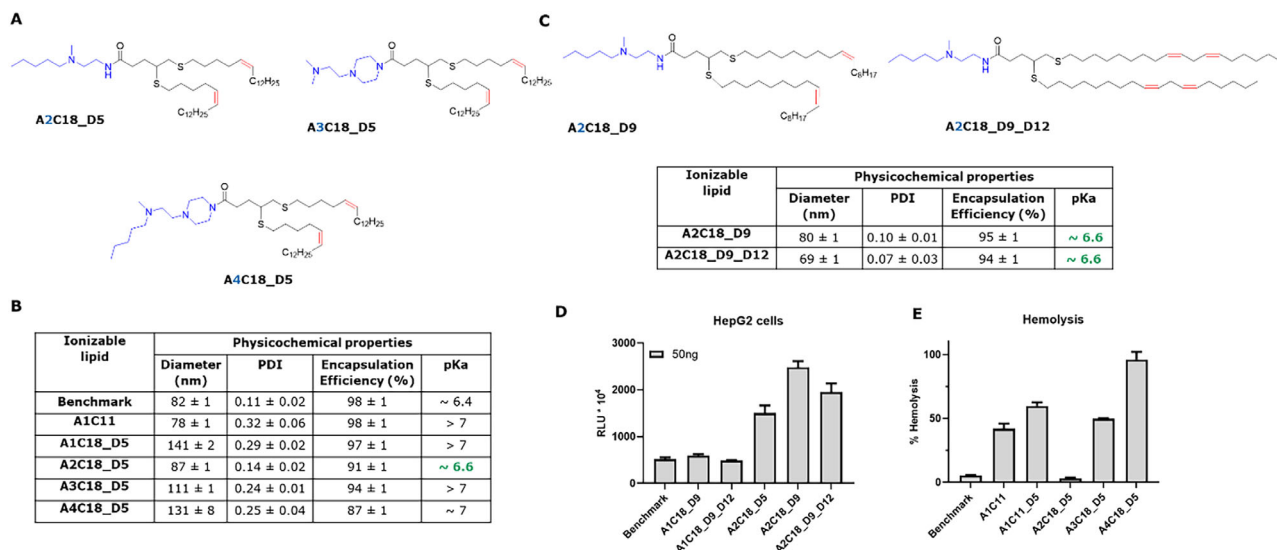 A
O
N
N
H
S
S
C12H25
C12H25
A2C18_D5
N
N
N
O
S
S
C12H25
C12H25
A3C18_D5
N
N
N
O
S
S
C12H25
C12H25
A4C18_D5
B
Ionizable lipid
Physicochemical properties
Diameter (nm) PDI Encapsulation Efficiency (%) pKa
Benchmark 82 ± 1 0.11 ± 0.02 98 ± 1 ~ 6.4
A1C11 78 ± 1 0.32 ± 0.06 98 ± 1 > 7
A1C18_D5 141 ± 2 0.29 ± 0.02 97 ± 1 > 7
A2C18_D5 87 ± 1 0.14 ± 0.02 91 ± 1 ~ 6.6
A3C18_D5 111 ± 1 0.24 ± 0.01 94 ± 1 > 7
A4C18_D5 131 ± 8 0.25 ± 0.04 87 ± 1 ~ 7
C
N
N
H
O
S
S
C8H17
C8H17
A2C18_D9
N
N
H
O
S
S
A2C18_D9_D12
Ionizable lipid
Physicochemical properties
Diameter (nm) PDI Encapsulation Efficiency (%) pKa
A2C18_D9 80 ± 1 0.10 ± 0.01 95 ± 1 ~ 6.6
A2C18_D9_D12 69 ± 1 0.07 ± 0.03 94 ± 1 ~ 6.6
D
HepG2 cells
50ng
RLU * 10⁴
3000
2000
1000
0
Benchmark
A1C18_D9
A1C18_D9_D12
A2C18_D5
A2C18_D9
A2C18_D9_D12
E
Hemolysis
% Hemolysis
100
50
0
Benchmark
A1C11
A1C11_D5
A2C18_D5
A3C18_D5
A4C18_D5